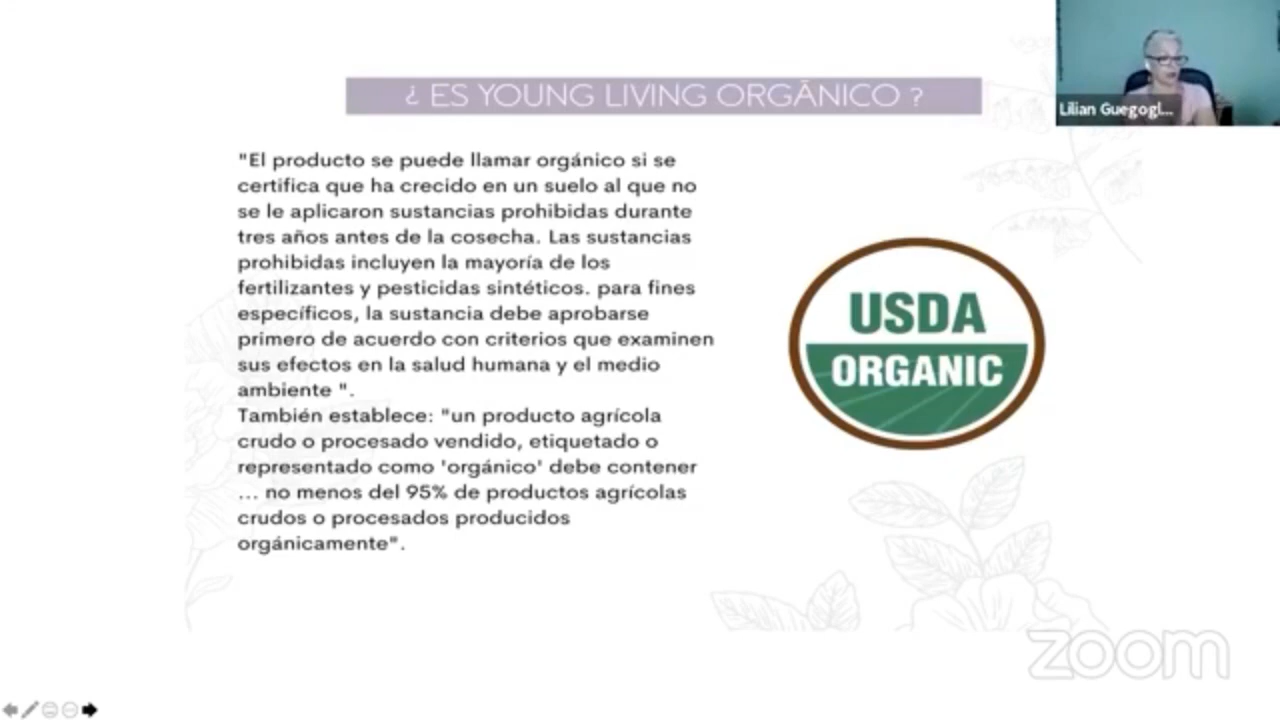 ¿ ES YOUNG LIVING ORGĀNICO ?
Lilian Guegogl...
"El producto se puede llamar orgánico si se
certifica que ha crecido en un suelo al que no
se le aplicaron sustancias prohibidas durante
tres años antes de la cosecha. Las sustancias
prohibidas incluyen la mayoría de los
fertilizantes y pesticidas sintéticos. para fines
específicos, la sustancia debe aprobarse
primero de acuerdo con criterios que examinen
sus efectos en la salud humana y el medio
ambiente ".
También establece: "un producto agrícola
crudo o procesado vendido, etiquetado o
representado como 'orgánico' debe contener
... no menos del 95% de productos agrícolas
crudos o procesados producidos
orgánicamente".
USDA
ORGANIC
zoom